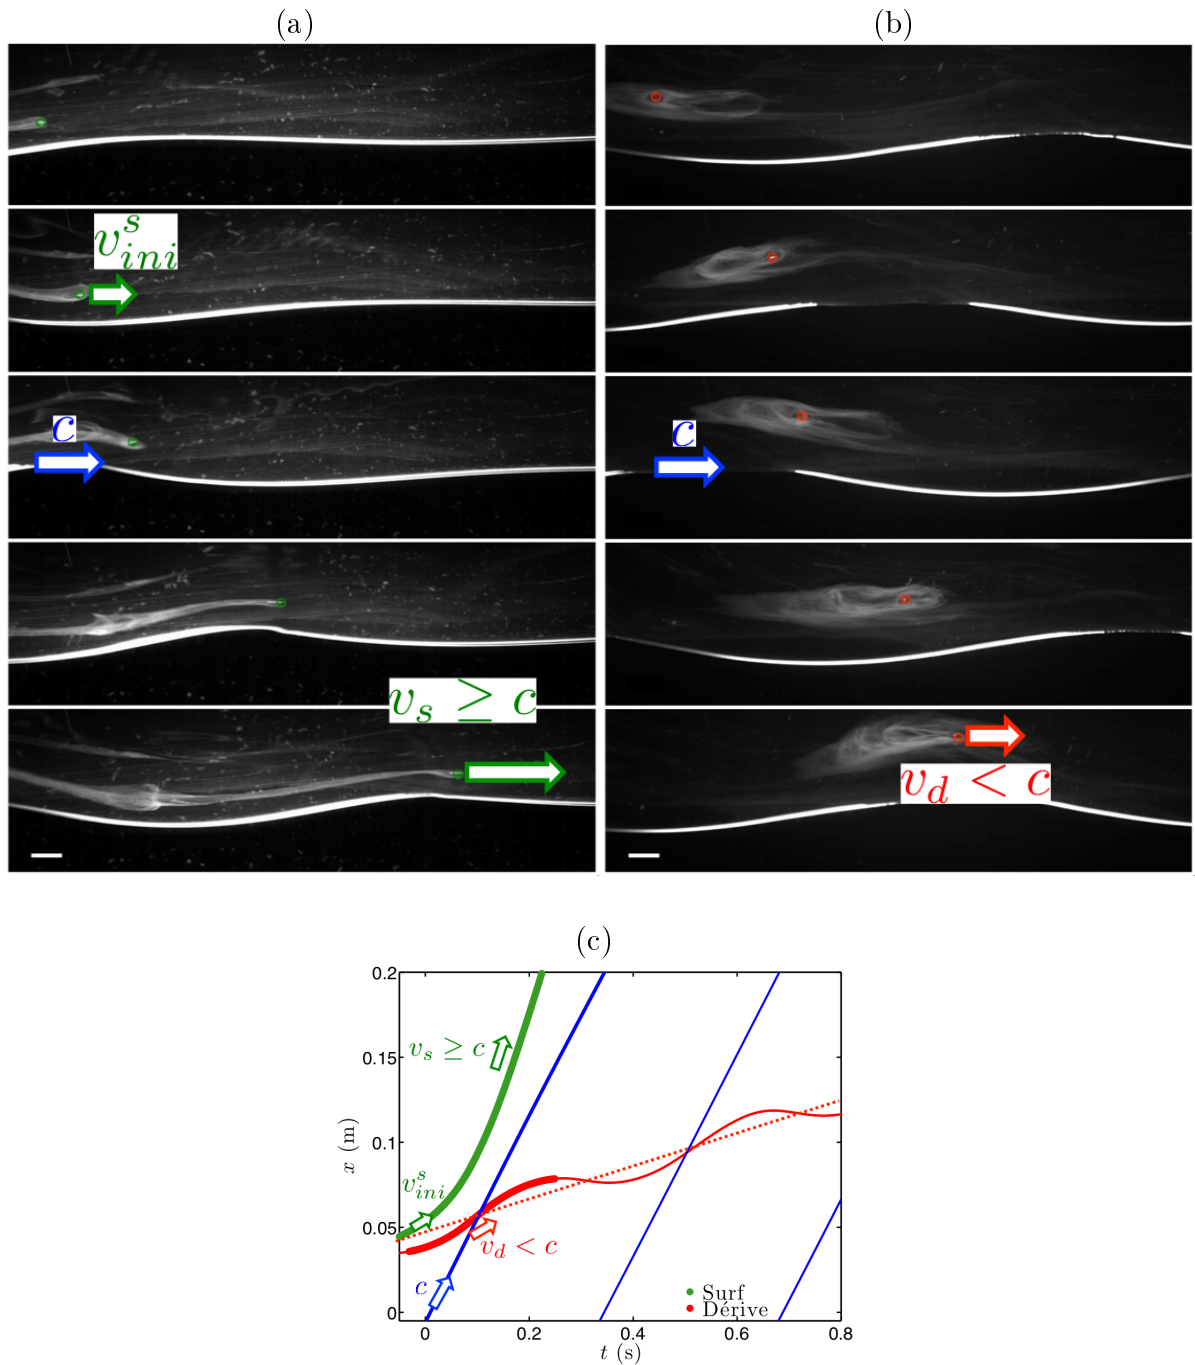 (a)
(b)
v^s_ini
c
c
v_s ≥ c
v_d < c
(c)
0.2
0.15
0.1
0.05
0
x (m)
v_s ≥ c
v^s_ini
v_d < c
c
Surf
Dérive
0
0.2
0.4
0.6
0.8
t (s)